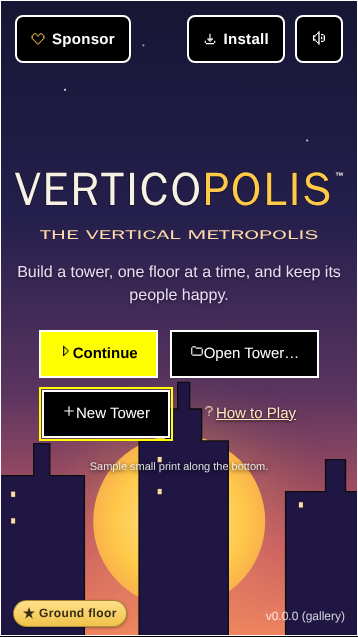 Sponsor
Install
VERTICOPOLIS™
THE VERTICAL METROPOLIS
Build a tower, one floor at a time, and keep its
people happy.
Continue
Open Tower…
New Tower
? How to Play
Sample small print along the bottom.
★ Ground floor
v0.0.0 (gallery)